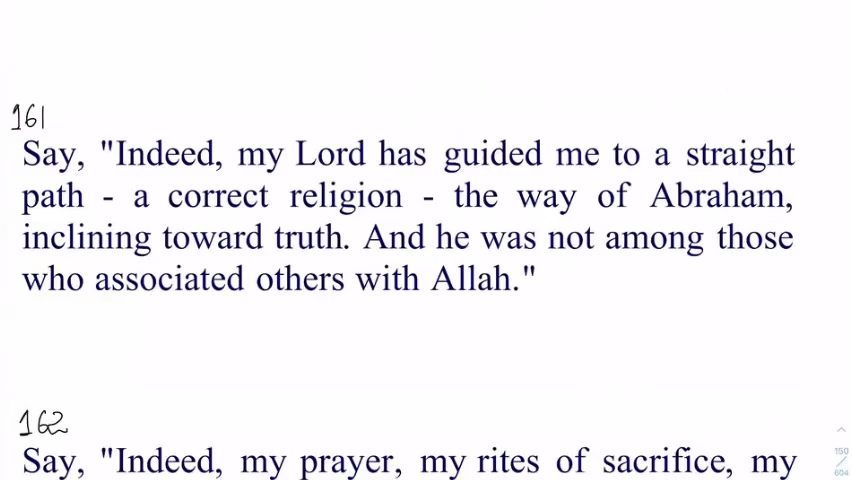 161
Say, "Indeed, my Lord has guided me to a straight
path - a correct religion - the way of Abraham,
inclining toward truth. And he was not among those
who associated others with Allah."
162
Say, "Indeed, my prayer, my rites of sacrifice, my
150
604